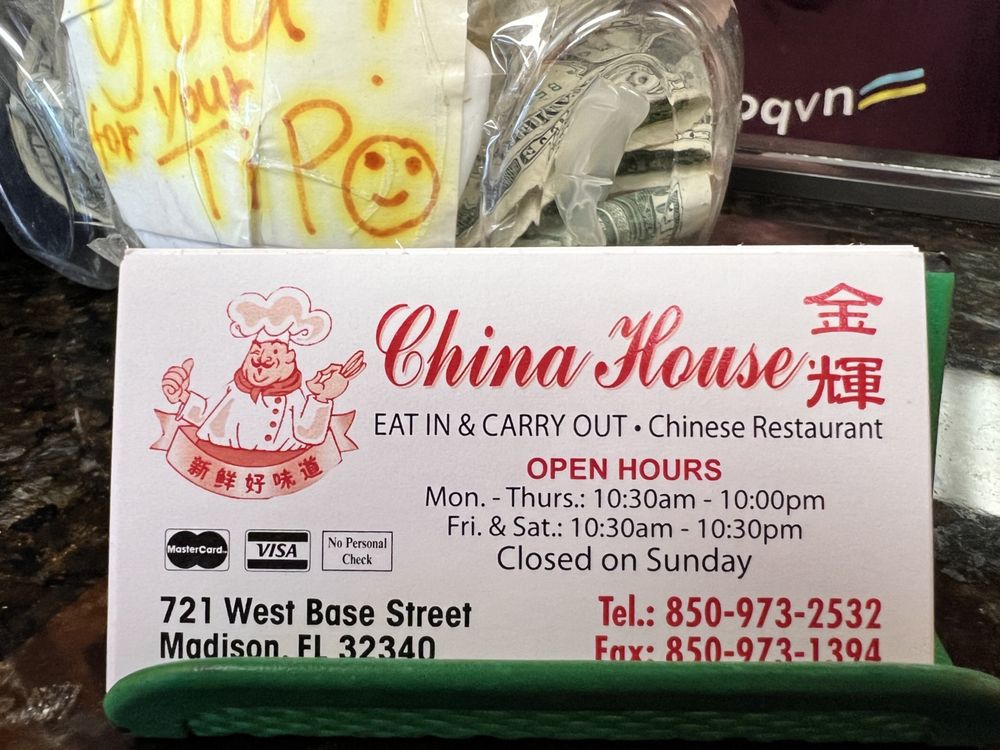 you!
for your
TiP
pqvn
China House
金輝
EAT IN & CARRY OUT • Chinese Restaurant
新鮮好味道
OPEN HOURS
Mon. - Thurs.: 10:30am - 10:00pm
Fri. & Sat.: 10:30am - 10:30pm
Closed on Sunday
MasterCard
VISA
No Personal
Check
721 West Base Street
Madison, FL 32340
Tel.: 850-973-2532
Fax: 850-973-1394